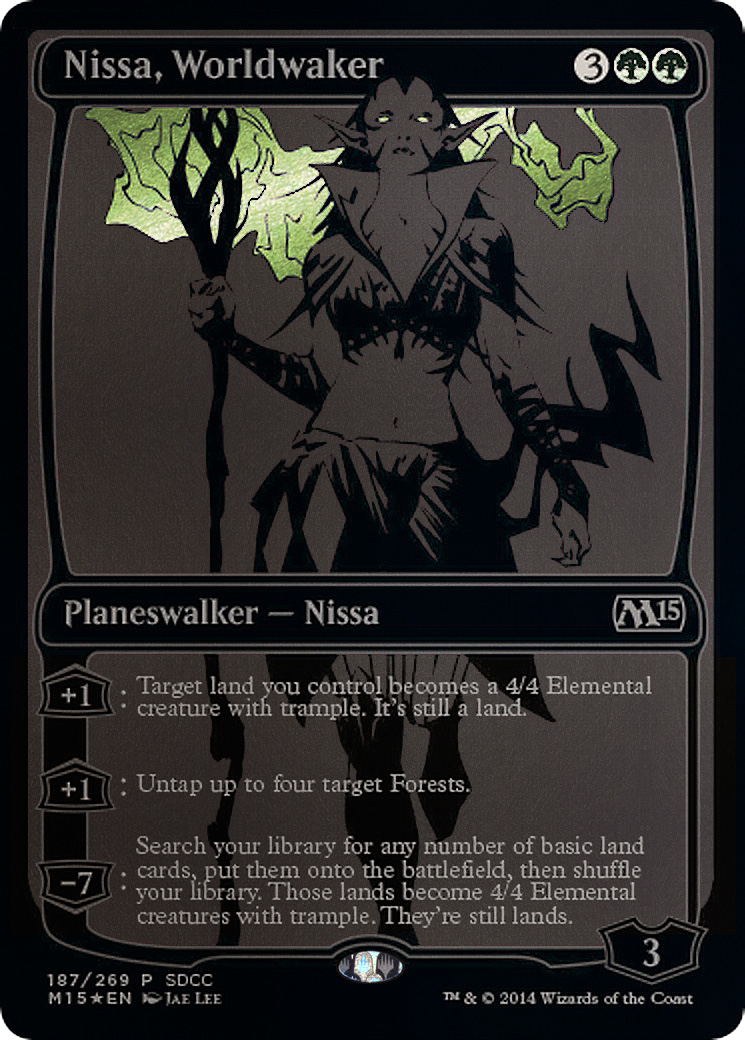 Nissa, Worldwaker 3
Planeswalker — Nissa M15
+1 : Target land you control becomes a 4/4 Elemental
creature with trample. It's still a land.
+1 : Untap up to four target Forests.
Search your library for any number of basic land
−7 : cards, put them onto the battlefield, then shuffle
your library. Those lands become 4/4 Elemental
creatures with trample. They're still lands.
3
187/269 P SDCC
M15★EN Jae Lee ™ & © 2014 Wizards of the Coast